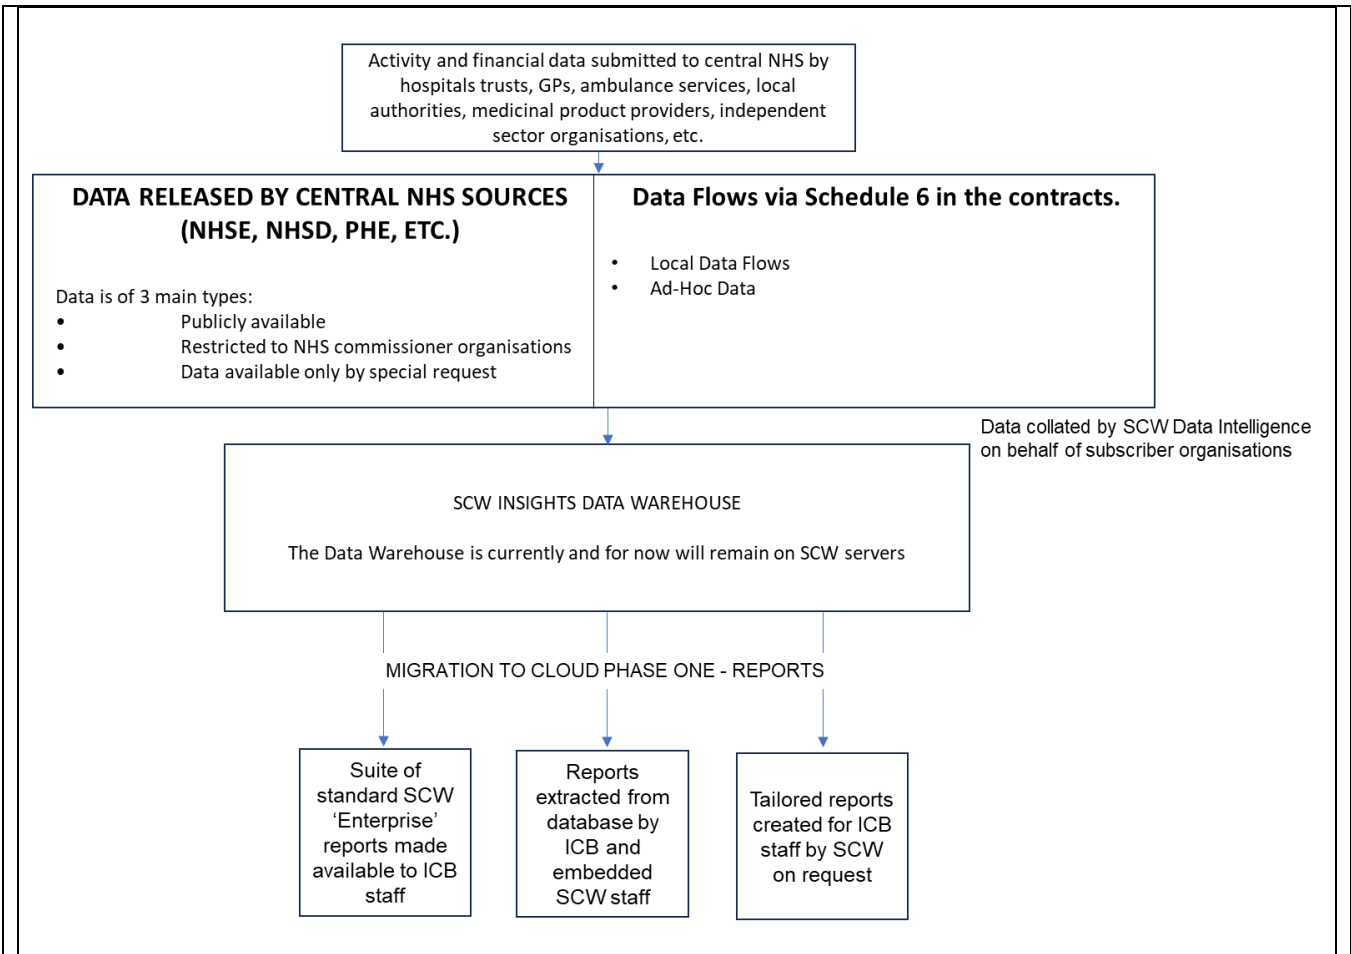 Activity and financial data submitted to central NHS by
hospitals trusts, GPs, ambulance services, local
authorities, medicinal product providers, independent
sector organisations, etc.
DATA RELEASED BY CENTRAL NHS SOURCES
(NHSE, NHSD, PHE, ETC.)
Data is of 3 main types:
• Publicly available
• Restricted to NHS commissioner organisations
• Data available only by special request
Data Flows via Schedule 6 in the contracts.
• Local Data Flows
• Ad-Hoc Data
Data collated by SCW Data Intelligence
on behalf of subscriber organisations
SCW INSIGHTS DATA WAREHOUSE
The Data Warehouse is currently and for now will remain on SCW servers
MIGRATION TO CLOUD PHASE ONE - REPORTS
Suite of
standard SCW
‘Enterprise’
reports made
available to ICB
staff
Reports
extracted from
database by
ICB and
embedded
SCW staff
Tailored reports
created for ICB
staff by SCW
on request